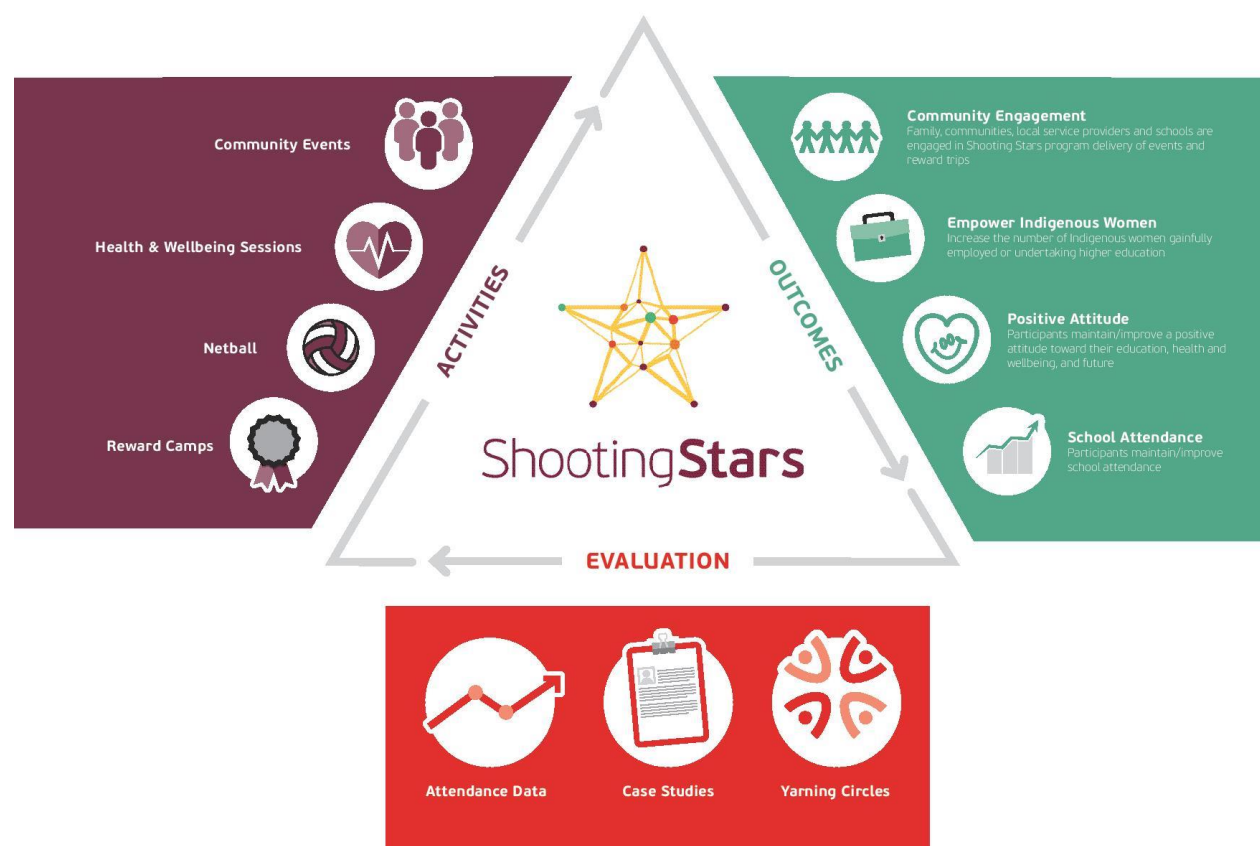 Community Events
Health & Wellbeing Sessions
Netball
Reward Camps
ACTIVITIES
ShootingStars
OUTCOMES
Community Engagement
Family, communities, local service providers and schools are
engaged in Shooting Stars program delivery of events and
reward trips
Empower Indigenous Women
Increase the number of Indigenous women gainfully
employed or undertaking higher education
Positive Attitude
Participants maintain/improve a positive
attitude toward their education, health and
wellbeing, and future
School Attendance
Participants maintain/improve
school attendance
EVALUATION
Attendance Data
Case Studies
Yarning Circles